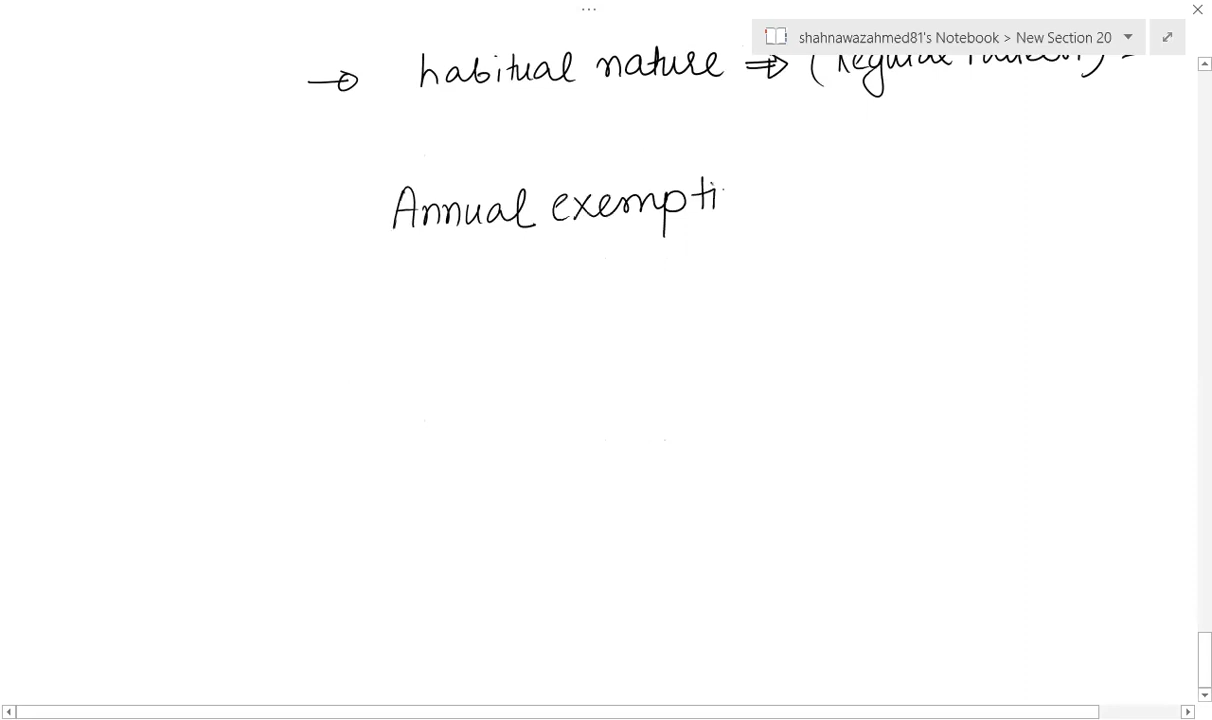 ...
shahnawazahmed81's Notebook > New Section 20
→ habitual nature ⇒ (
Annual exempti